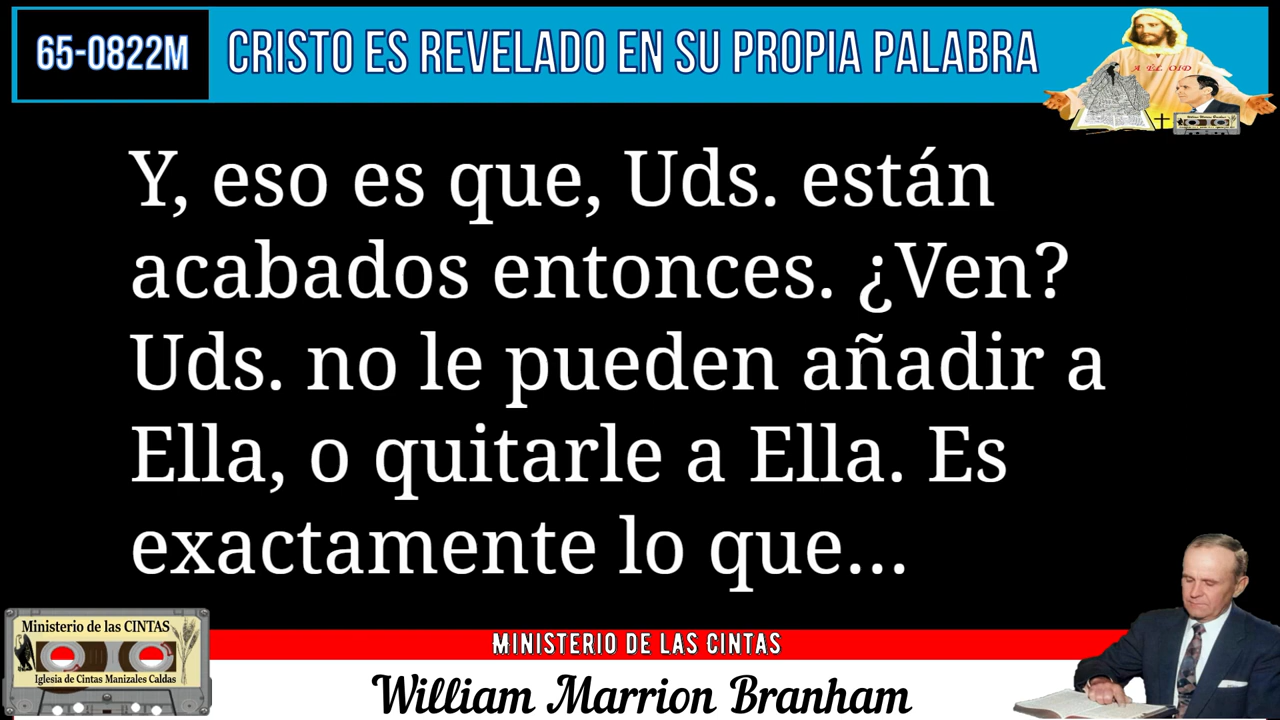 65-0822M CRISTO ES REVELADO EN SU PROPIA PALABRA
A ÉL OID
Y, eso es que, Uds. están
acabados entonces. ¿Ven?
Uds. no le pueden añadir a
Ella, o quitarle a Ella. Es
exactamente lo que...
Ministerio de las CINTAS
Iglesia de Cintas Manizales Caldas
MINISTERIO DE LAS CINTAS
William Marrion Branham